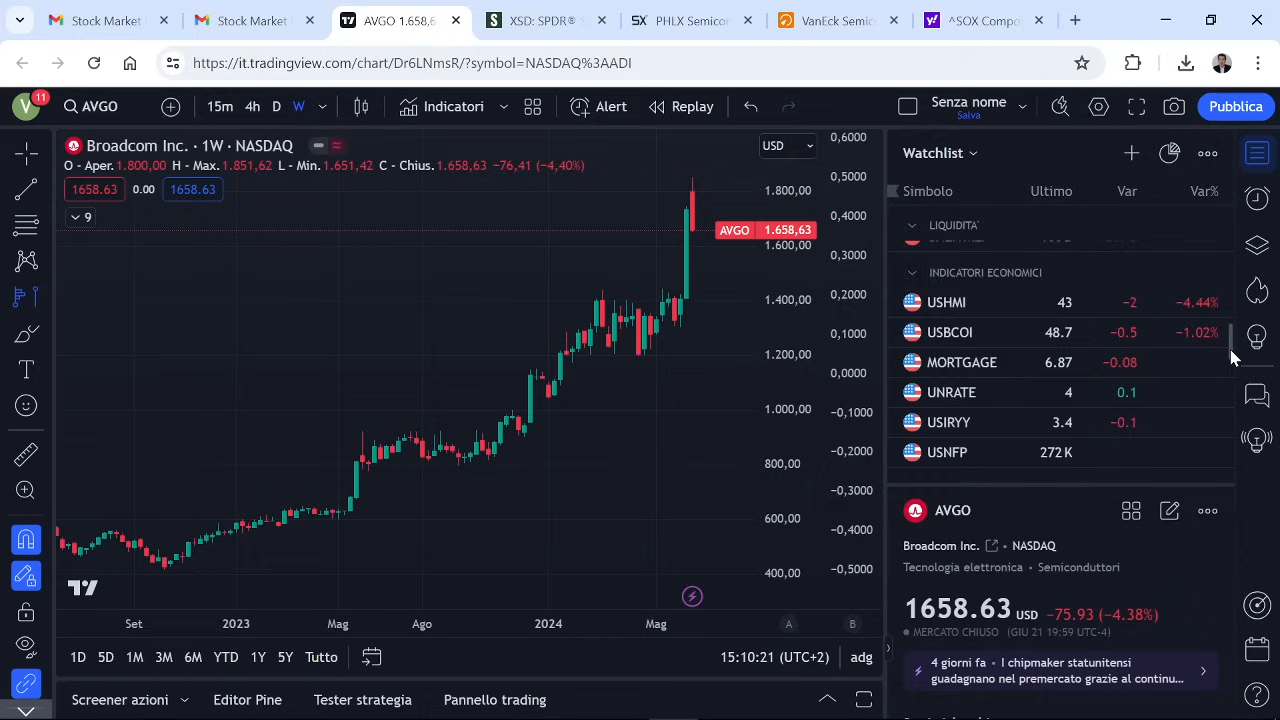 Stock Market
Stock Market
AVGO 1.658,6
XSD: SPDR® S
PHLX Semicon
VanEck Semic
^SOX Compo
https://it.tradingview.com/chart/Dr6LNmsR/?symbol=NASDAQ%3AADI
V 11
AVGO
15m 4h D W
Indicatori
Alert
Replay
Senza nome
Salva
Pubblica
Broadcom Inc. · 1W · NASDAQ
O - Aper. 1.800,00 H - Max. 1.851,62 L - Min. 1.651,42 C - Chius. 1.658,63 −76,41 (−4,40%)
1658.63 0.00 1658.63
9
USD
1.800,00
AVGO 1.658,63
1.600,00
1.400,00
1.200,00
1.000,00
800,00
600,00
400,00
0,6000
0,5000
0,4000
0,3000
0,2000
0,1000
0,0000
−0,1000
−0,2000
−0,3000
−0,4000
−0,5000
Set 2023 Mag Ago 2024 Mag
A B
1D 5D 1M 3M 6M YTD 1Y 5Y Tutto
15:10:21 (UTC+2) adg
Screener azioni
Editor Pine
Tester strategia
Pannello trading
Watchlist
Simbolo Ultimo Var Var%
LIQUIDITA'
INDICATORI ECONOMICI
USHMI 43 −2 −4.44%
USBCOI 48.7 −0.5 −1.02%
MORTGAGE 6.87 −0.08
UNRATE 4 0.1
USIRYY 3.4 −0.1
USNFP 272 K
AVGO
Broadcom Inc. • NASDAQ
Tecnologia elettronica • Semiconduttori
1658.63 USD −75.93 (−4.38%)
MERCATO CHIUSO (GIU 21 19:59 UTC-4)
4 giorni fa • I chipmaker statunitensi
guadagnano nel premercato grazie al continu...